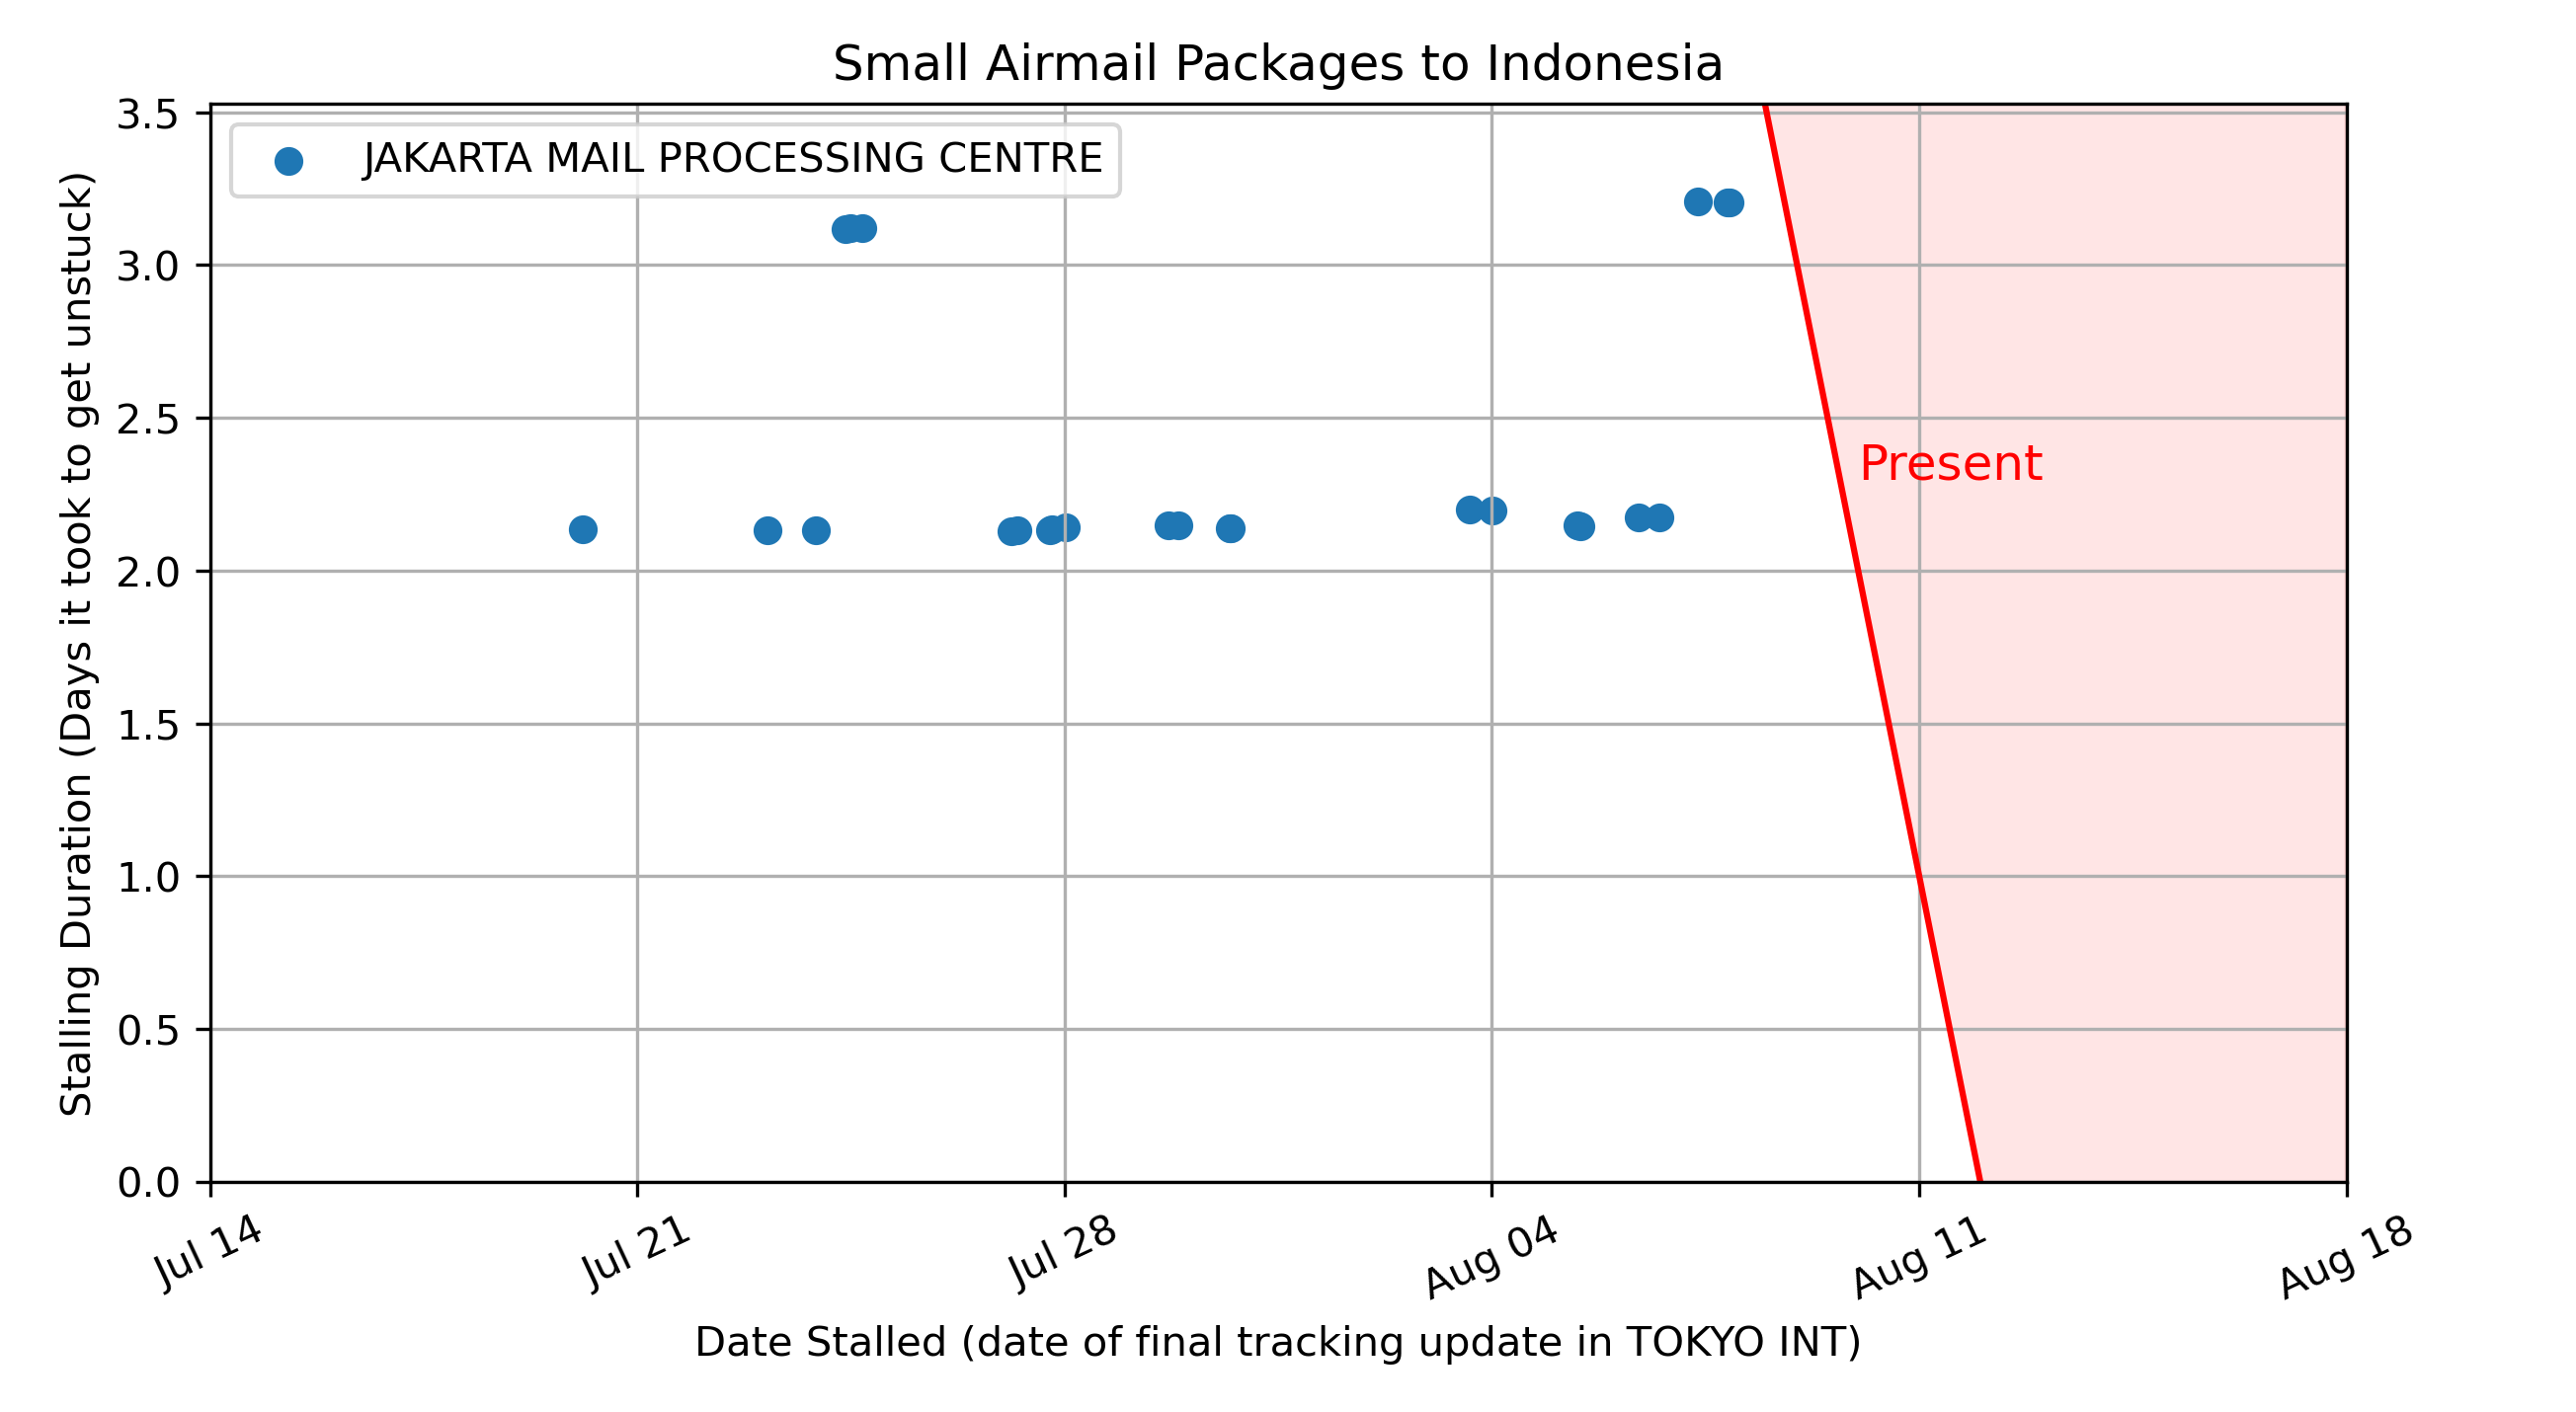 Small Airmail Packages to Indonesia
JAKARTA MAIL PROCESSING CENTRE
Stalling Duration (Days it took to get unstuck)
3.5
3.0
2.5
2.0
1.5
1.0
0.5
0.0
Present
Jul 14
Jul 21
Jul 28
Aug 04
Aug 11
Aug 18
Date Stalled (date of final tracking update in TOKYO INT)